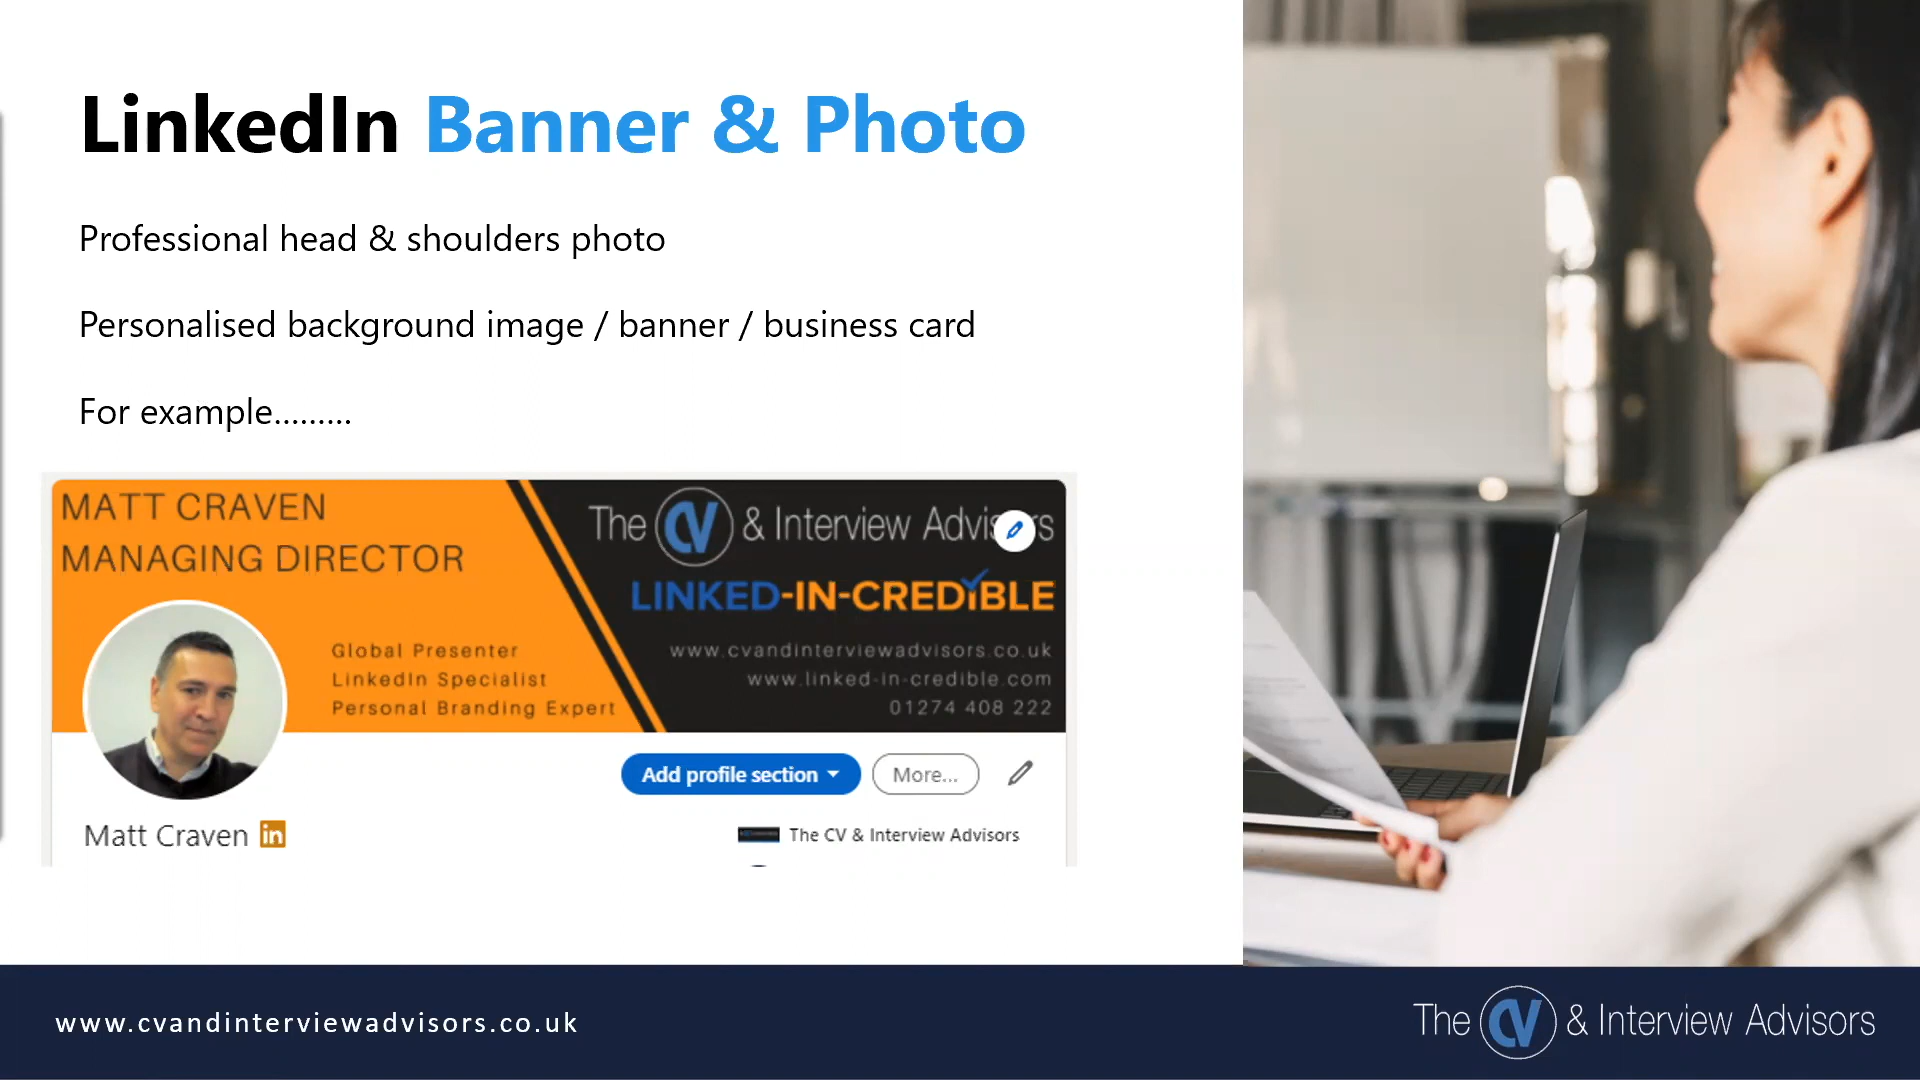 LinkedIn Banner & Photo
Professional head & shoulders photo
Personalised background image / banner / business card
For example.........
MATT CRAVEN
MANAGING DIRECTOR
The CV & Interview Advisors
LINKED-IN-CREDIBLE
Global Presenter
LinkedIn Specialist
Personal Branding Expert
www.cvandinterviewadvisors.co.uk
www.linked-in-credible.com
01274 408 222
Add profile section
More...
Matt Craven in
The CV & Interview Advisors
www.cvandinterviewadvisors.co.uk
The CV & Interview Advisors